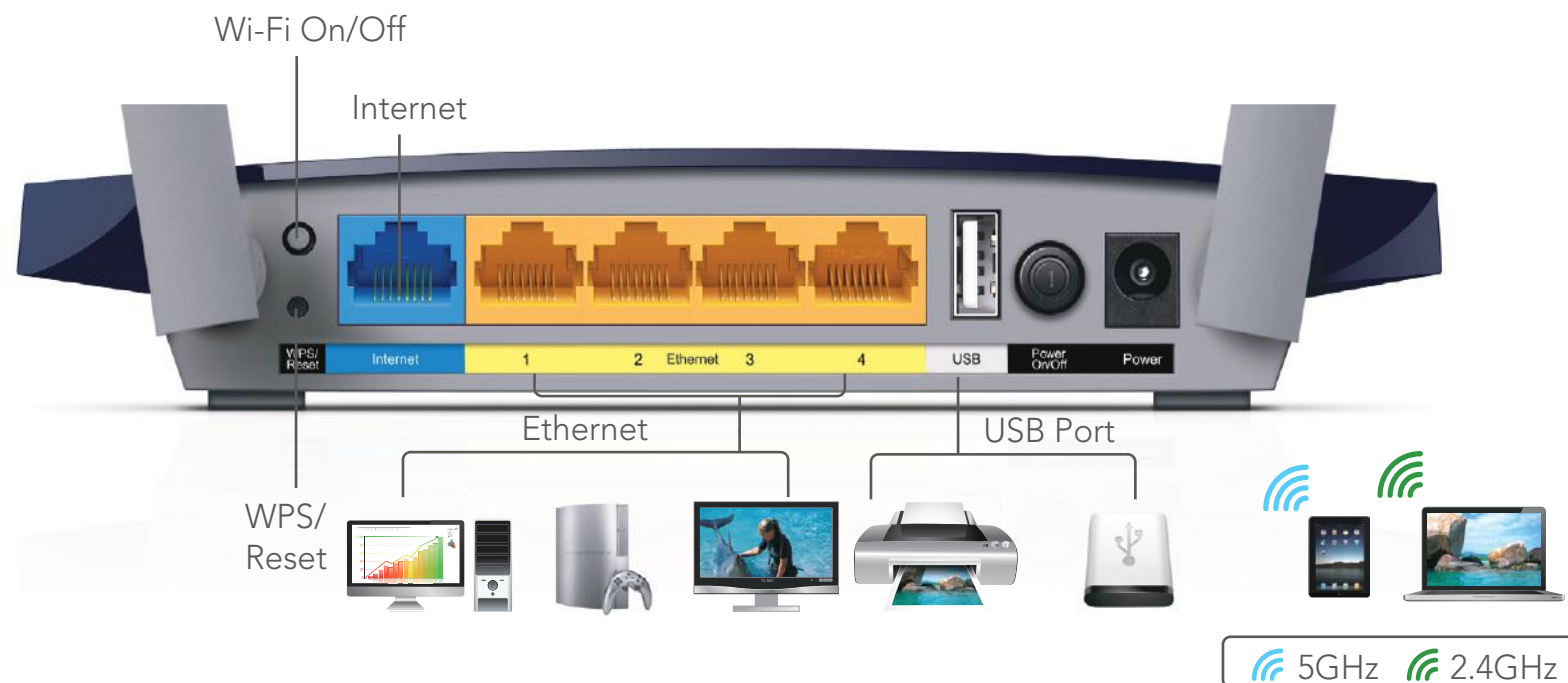 Wi-Fi On/Off
Internet
WPS/
Reset
Internet
1
2
Ethernet
3
4
USB
Power
On/Off
Power
Ethernet
USB Port
WPS/
Reset
5GHz
2.4GHz